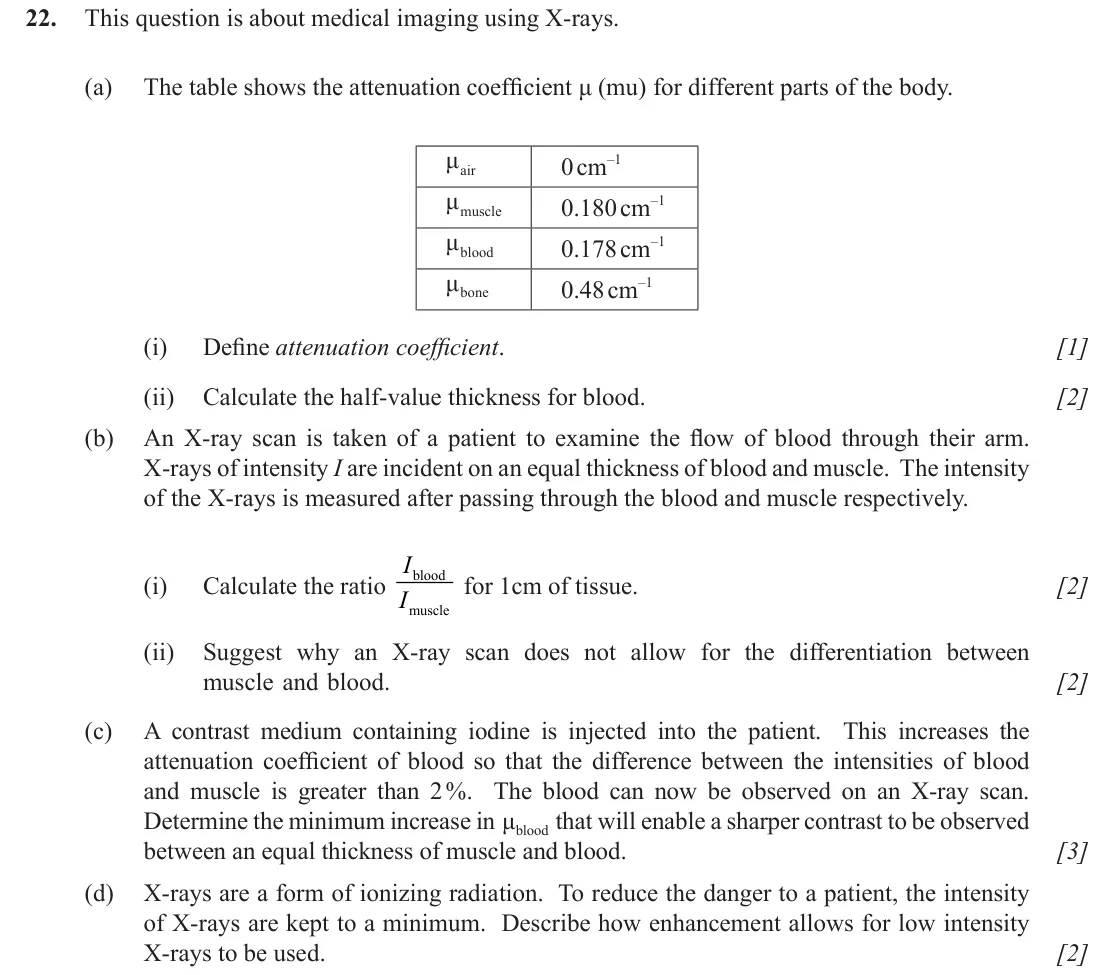 22. This question is about medical imaging using X-rays.
(a) The table shows the attenuation coefficient μ (mu) for different parts of the body.
μair 0 cm⁻¹
μmuscle 0.180 cm⁻¹
μblood 0.178 cm⁻¹
μbone 0.48 cm⁻¹
(i) Define attenuation coefficient. [1]
(ii) Calculate the half-value thickness for blood. [2]
(b) An X-ray scan is taken of a patient to examine the flow of blood through their arm.
X-rays of intensity I are incident on an equal thickness of blood and muscle. The intensity
of the X-rays is measured after passing through the blood and muscle respectively.
(i) Calculate the ratio Iblood / Imuscle for 1cm of tissue. [2]
(ii) Suggest why an X-ray scan does not allow for the differentiation between
muscle and blood. [2]
(c) A contrast medium containing iodine is injected into the patient. This increases the
attenuation coefficient of blood so that the difference between the intensities of blood
and muscle is greater than 2 %. The blood can now be observed on an X-ray scan.
Determine the minimum increase in μblood that will enable a sharper contrast to be observed
between an equal thickness of muscle and blood. [3]
(d) X-rays are a form of ionizing radiation. To reduce the danger to a patient, the intensity
of X-rays are kept to a minimum. Describe how enhancement allows for low intensity
X-rays to be used. [2]